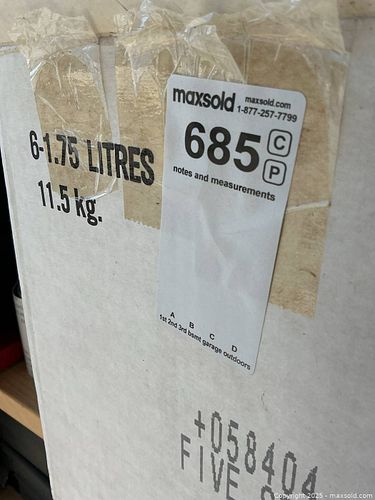 maxsold maxsold.com
1-877-257-7799
685 C
P
notes and measurements
6-1.75 LITRES
11.5 kg.
A B C D
1st 2nd 3rd bsmt garage outdoors
+058404
FIVE
Copyright 2025 - maxsold.com